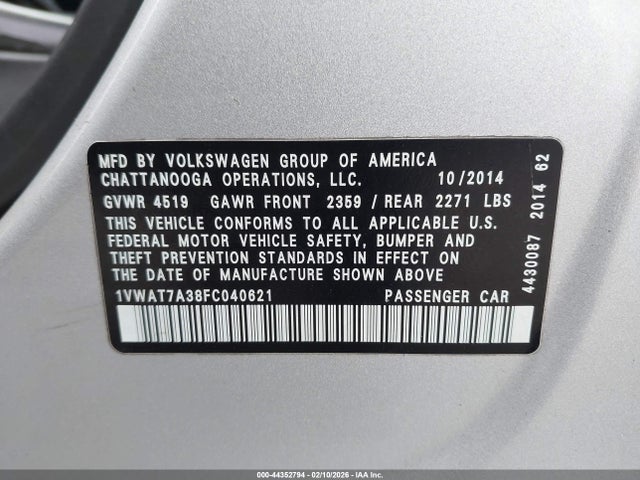 MFD BY VOLKSWAGEN GROUP OF AMERICA
CHATTANOOGA OPERATIONS, LLC. 10/2014
GVWR 4519 GAWR FRONT 2359 / REAR 2271 LBS
THIS VEHICLE CONFORMS TO ALL APPLICABLE U.S.
FEDERAL MOTOR VEHICLE SAFETY, BUMPER AND
THEFT PREVENTION STANDARDS IN EFFECT ON
THE DATE OF MANUFACTURE SHOWN ABOVE
1VWAT7A38FC040621 PASSENGER CAR
4430087 2014 62
000-44352794 - 02/10/2026 - IAA Inc.